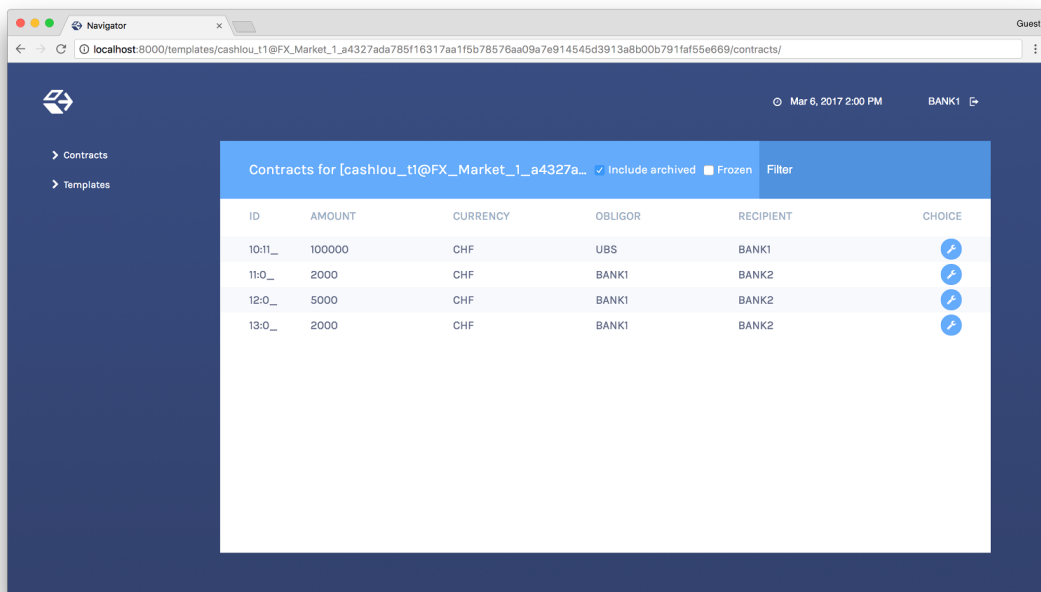 Navigator
Guest
localhost:8000/templates/cashlou_t1@FX_Market_1_a4327ada785f16317aa1f5b78576aa09a7e914545d3913a8b00b791faf55e669/contracts/
Mar 6, 2017 2:00 PM BANK1
Contracts
Templates
Contracts for [cashlou_t1@FX_Market_1_a4327a... Include archived Frozen Filter
ID AMOUNT CURRENCY OBLIGOR RECIPIENT CHOICE
10:11_ 100000 CHF UBS BANK1
11:0_ 2000 CHF BANK1 BANK2
12:0_ 5000 CHF BANK1 BANK2
13:0_ 2000 CHF BANK1 BANK2